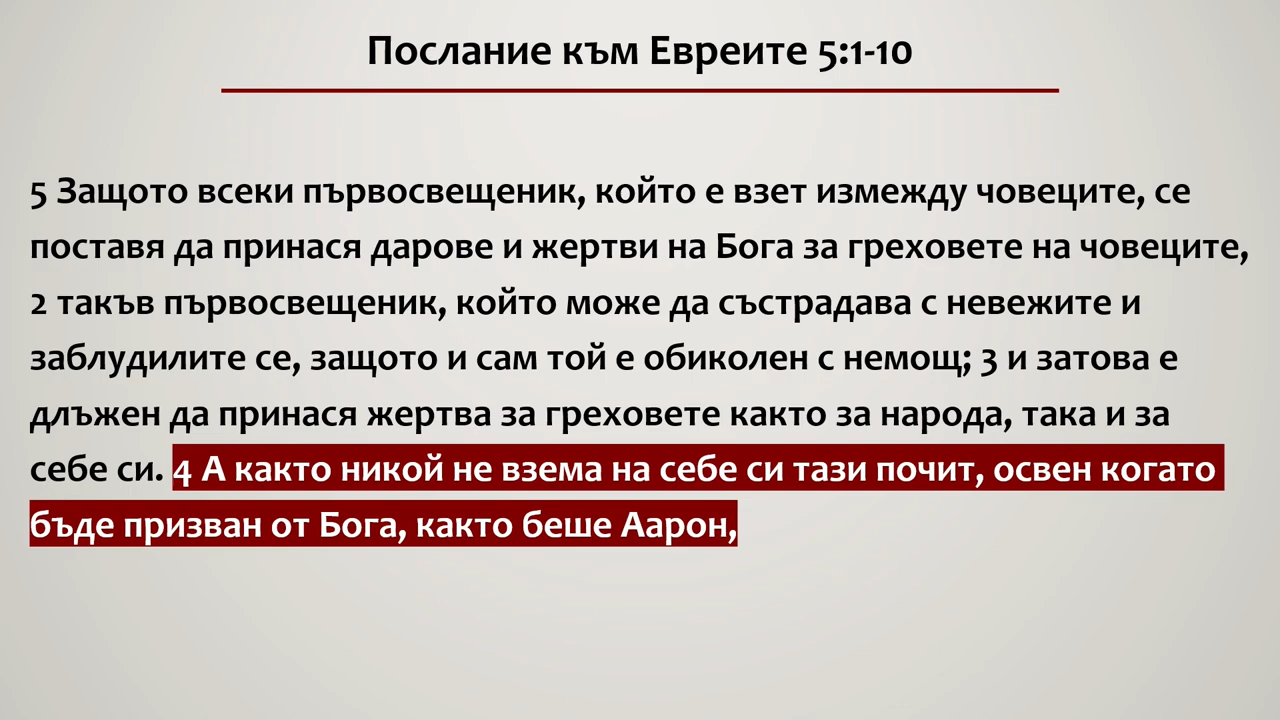 Послание към Евреите 5:1-10
5 Защото всеки първосвещеник, който е взет измежду човеците, се
поставя да принася дарове и жертви на Бога за греховете на човеците,
2 такъв първосвещеник, който може да състрадава с невежите и
заблудилите се, защото и сам той е обиколен с немощ; 3 и затова е
длъжен да принася жертва за греховете както за народа, така и за
себе си. 4 А както никой не взема на себе си тази почит, освен когато
бъде призван от Бога, както беше Аарон,